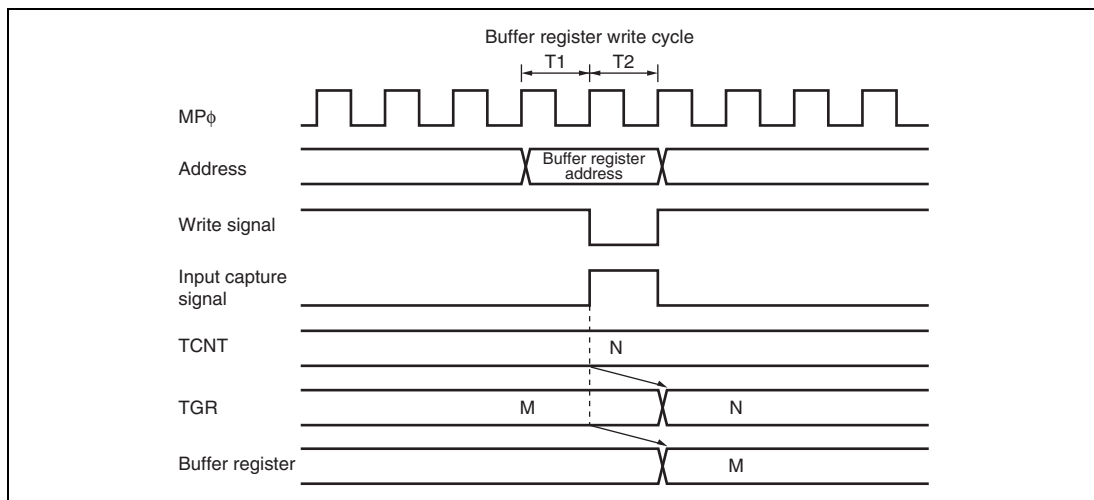 Buffer register write cycle
T1 T2
MPφ
Address
Buffer register
address
Write signal
Input capture
signal
TCNT
N
TGR
M N
Buffer register
M